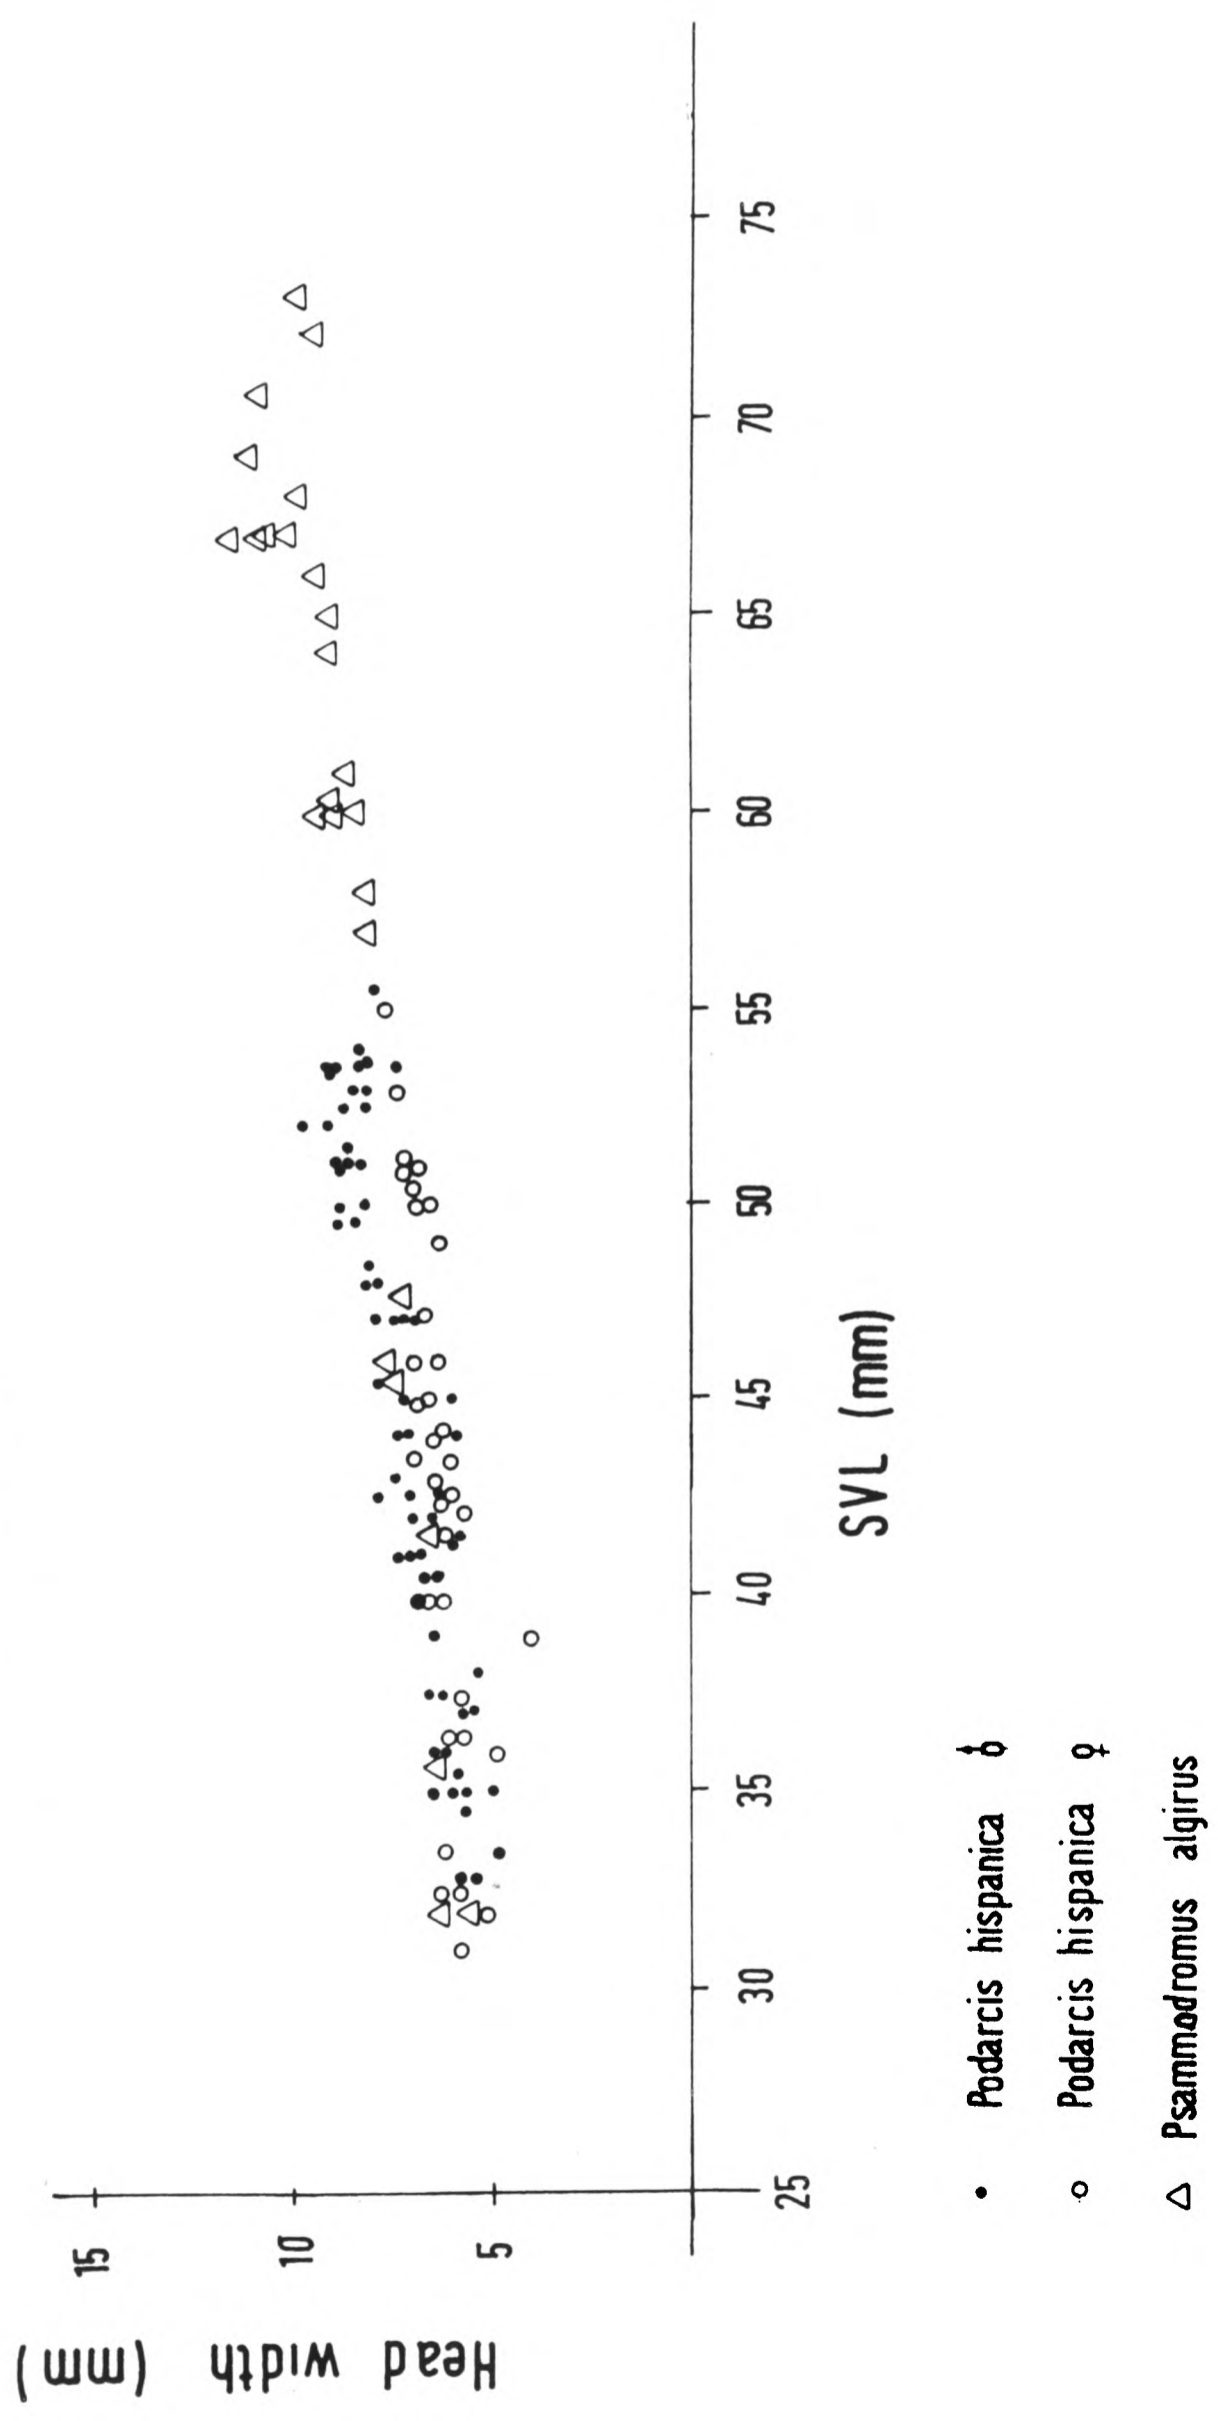 Head width (mm)
15
10
5
25
30
35
40
45
50
55
60
65
70
75
SVL (mm)
● Podarcis hispanica ♂
○ Podarcis hispanica ♀
△ Psammodromus algirus